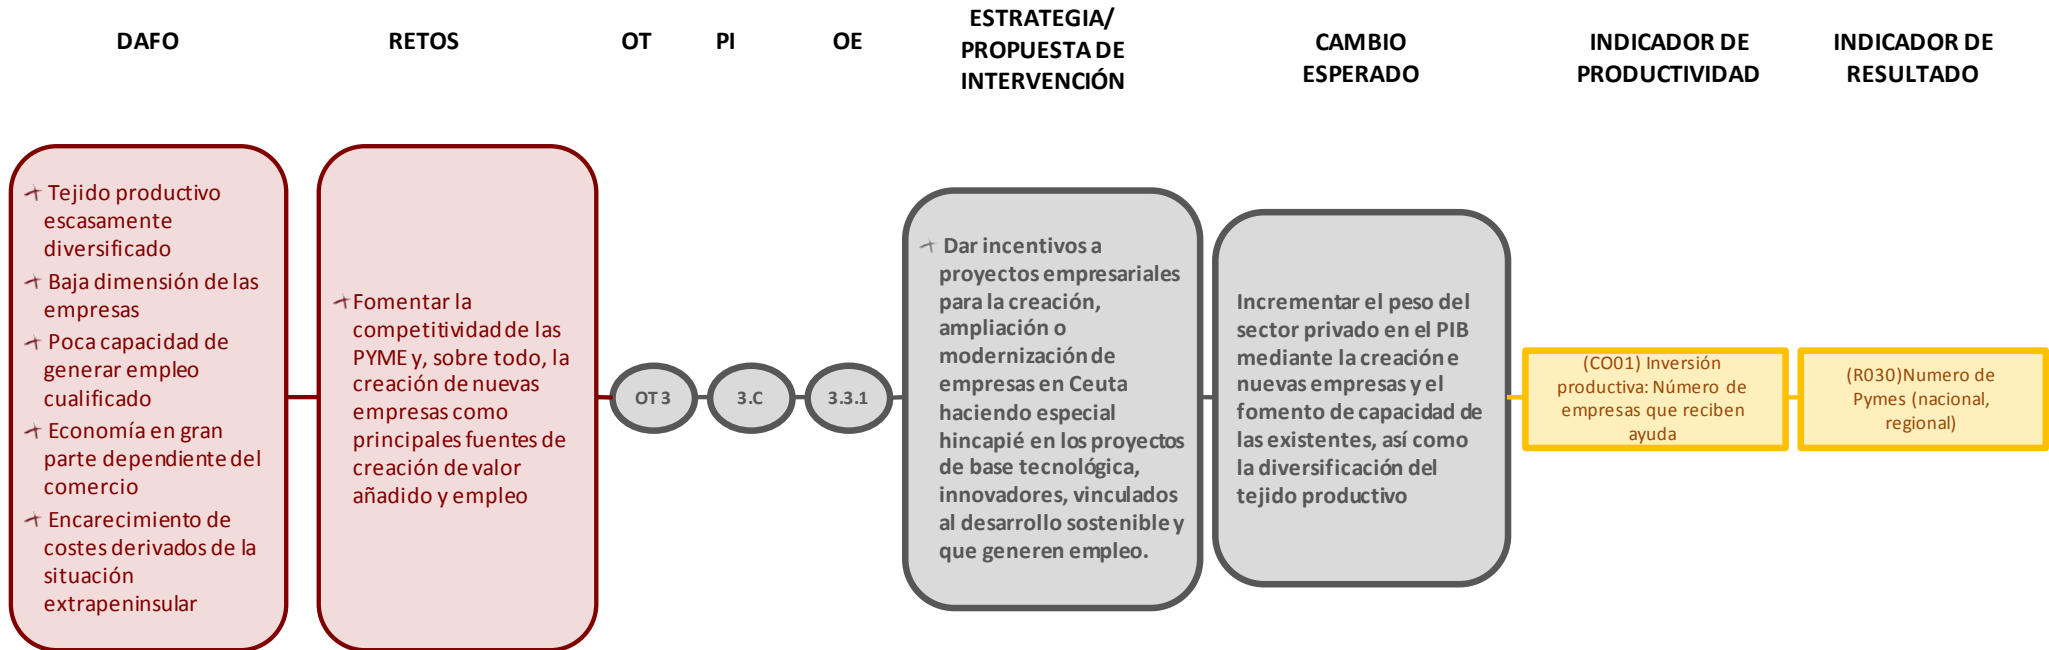 DAFO
RETOS
OT
PI
OE
ESTRATEGIA/
PROPUESTA DE
INTERVENCIÓN
CAMBIO
ESPERADO
INDICADOR DE
PRODUCTIVIDAD
INDICADOR DE
RESULTADO
Tejido productivo
escasamente
diversificado
Baja dimensión de las
empresas
Poca capacidad de
generar empleo
cualificado
Economía en gran
parte dependiente del
comercio
Encarecimiento de
costes derivados de la
situación
extrapeninsular
Fomentar la
competitividad de las
PYME y, sobre todo, la
creación de nuevas
empresas como
principales fuentes de
creación de valor
añadido y empleo
OT 3
3.C
3.3.1
Dar incentivos a
proyectos empresariales
para la creación,
ampliación o
modernización de
empresas en Ceuta
haciendo especial
hincapié en los proyectos
de base tecnológica,
innovadores, vinculados
al desarrollo sostenible y
que generen empleo.
Incrementar el peso del
sector privado en el PIB
mediante la creación e
nuevas empresas y el
fomento de capacidad de
las existentes, así como
la diversificación del
tejido productivo
(CO01) Inversión
productiva: Número de
empresas que reciben
ayuda
(R030)Numero de
Pymes (nacional,
regional)